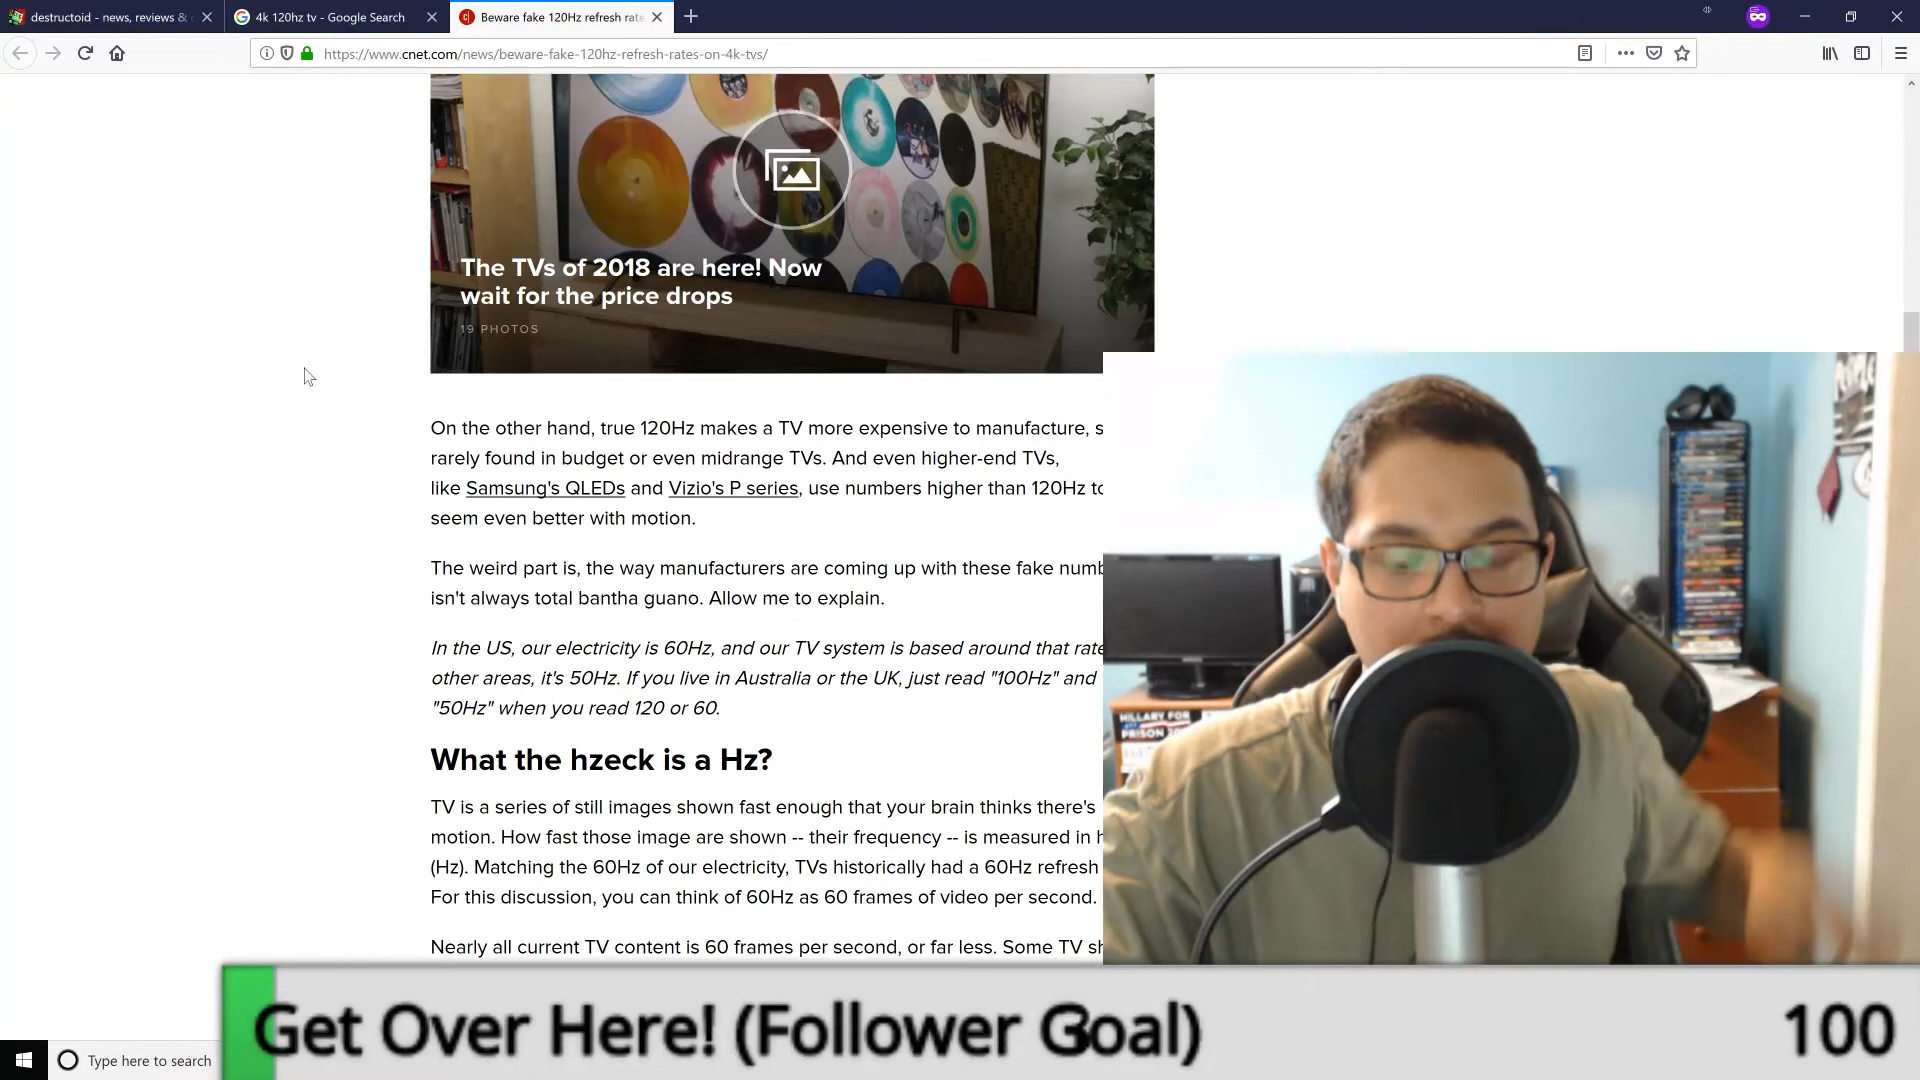 destructoid - news, reviews &
4k 120hz tv - Google Search
Beware fake 120Hz refresh rate
https://www.cnet.com/news/beware-fake-120hz-refresh-rates-on-4k-tvs/
The TVs of 2018 are here! Now
wait for the price drops
19 PHOTOS
On the other hand, true 120Hz makes a TV more expensive to manufacture, s
rarely found in budget or even midrange TVs. And even higher-end TVs,
like Samsung's QLEDs and Vizio's P series, use numbers higher than 120Hz to
seem even better with motion.
The weird part is, the way manufacturers are coming up with these fake numb
isn't always total bantha guano. Allow me to explain.
In the US, our electricity is 60Hz, and our TV system is based around that rate
other areas, it's 50Hz. If you live in Australia or the UK, just read "100Hz" and
"50Hz" when you read 120 or 60.
What the hzeck is a Hz?
TV is a series of still images shown fast enough that your brain thinks there's
motion. How fast those image are shown -- their frequency -- is measured in h
(Hz). Matching the 60Hz of our electricity, TVs historically had a 60Hz refresh
For this discussion, you can think of 60Hz as 60 frames of video per second.
Nearly all current TV content is 60 frames per second, or far less. Some TV sh
HILLARY FOR
PRISON
Get Over Here! (Follower Goal)
3
100
Type here to search